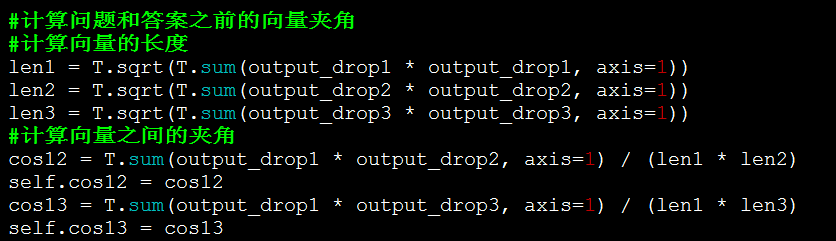 #计算问题和答案之前的向量夹角
#计算向量的长度
len1 = T.sqrt(T.sum(output_drop1 * output_drop1, axis=1))
len2 = T.sqrt(T.sum(output_drop2 * output_drop2, axis=1))
len3 = T.sqrt(T.sum(output_drop3 * output_drop3, axis=1))
#计算向量之间的夹角
cos12 = T.sum(output_drop1 * output_drop2, axis=1) / (len1 * len2)
self.cos12 = cos12
cos13 = T.sum(output_drop1 * output_drop3, axis=1) / (len1 * len3)
self.cos13 = cos13